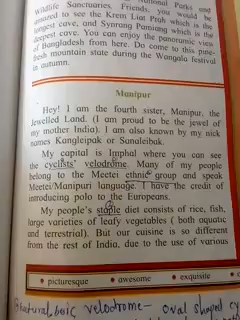 National Parks and
Wildlife Sanctuaries. Friends, you would be
amazed to see the Krem Liat Prah which is the
longest cave, and Synrang Pamiang which is the
deepest cave. You can enjoy the panoramic view
of Bangladesh from here. Do come to this pure-
fresh mountain state during the Wangala festival
in autumn.
Manipur
Hey! I am the fourth sister, Manipur, the
Jewelled Land. (I am proud to be the jewel of
my mother India). I am also known by my nick
names Kangleipak or Sanaleibak.
My capital is Imphal where you can see
the cyclists' velodrome. Many of my people
belong to the Meetei ethnic group and speak
Meetei/Manipuri language. I have the credit of
introducing polo to the Europeans.
My people's staple diet consists of rice, fish,
large varieties of leafy vegetables ( both aquatic
and terrestrial). But our cuisine is so different
from the rest of India, due to the use of various
• picturesque • awesome • exquisite
velodrome – oval shaped